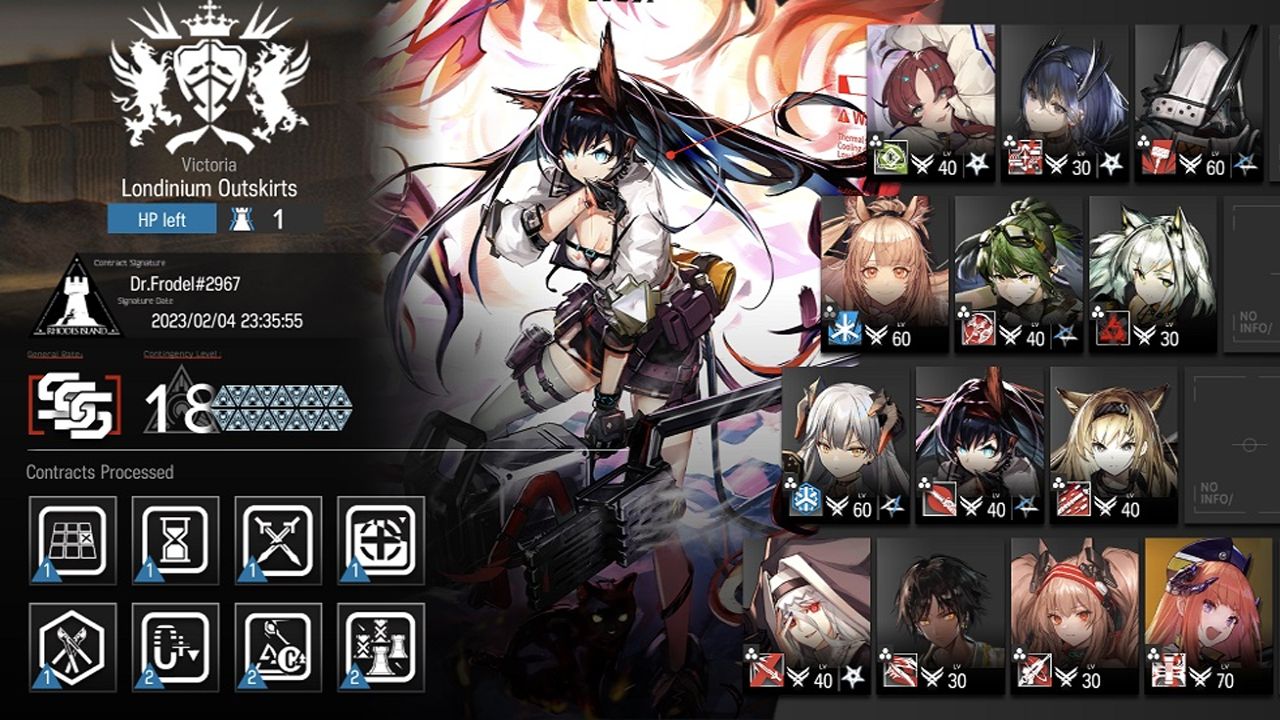 Victoria
Londinium Outskirts
HP left 1
Contract Signature
Dr.Frodel#2967
Signature Date
2023/02/04 23:35:55
RHODES ISLAND
General Rate
Contingency Level
18
Contracts Processed
1
1
1
1
1
2
2
2
LV
40
LV
30
LV
60
LV
60
LV
40
LV
30
NO
INFO/
LV
60
LV
40
LV
40
NO
INFO/
LV
40
LV
30
LV
30
LV
70